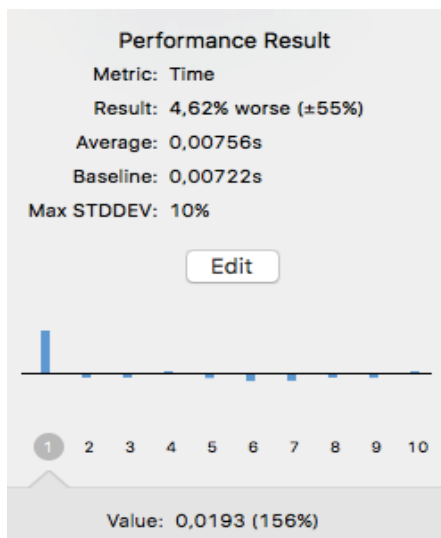 Performance Result
Metric: Time
Result: 4,62% worse (±55%)
Average: 0,00756s
Baseline: 0,00722s
Max STDDEV: 10%
Edit
1 2 3 4 5 6 7 8 9 10
Value: 0,0193 (156%)